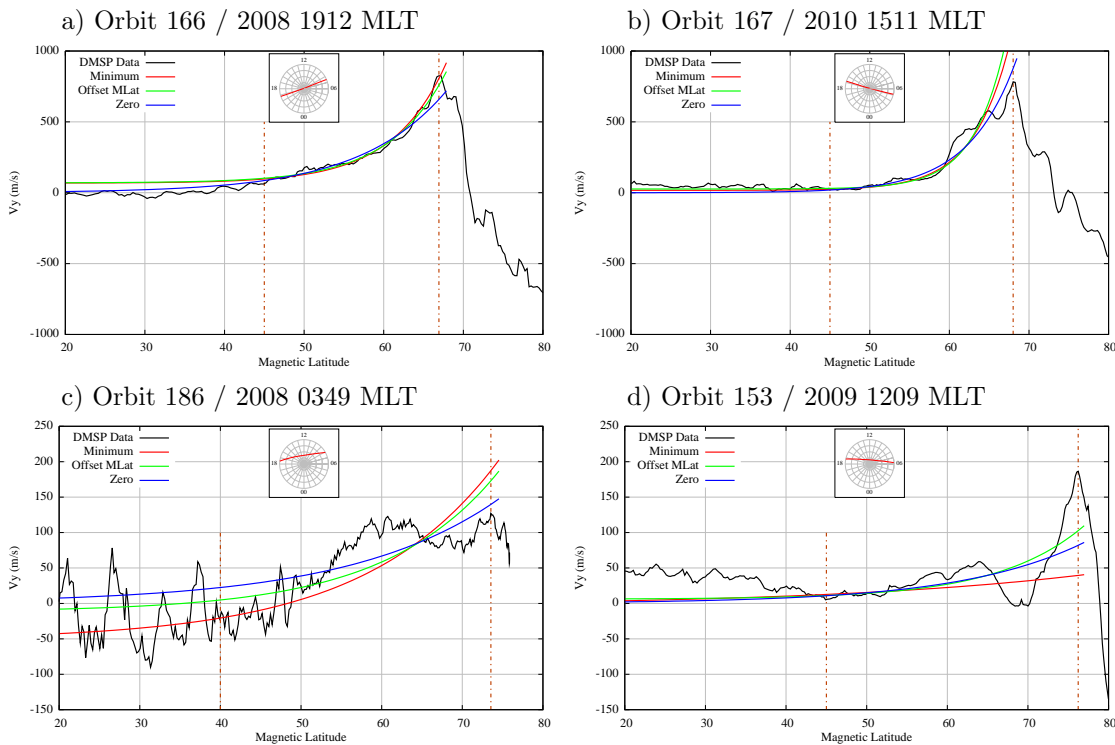 a) Orbit 166 / 2008 1912 MLT
1000
500
0
-500
-1000
Vy (m/s)
DMSP Data
Minimum
Offset MLat
Zero
12
18
06
00
20 30 40 50 60 70 80
Magnetic Latitude
b) Orbit 167 / 2010 1511 MLT
1000
500
0
-500
-1000
Vy (m/s)
DMSP Data
Minimum
Offset MLat
Zero
12
18
06
00
20 30 40 50 60 70 80
Magnetic Latitude
c) Orbit 186 / 2008 0349 MLT
250
200
150
100
50
0
-50
-100
-150
Vy (m/s)
DMSP Data
Minimum
Offset MLat
Zero
12
18
06
00
20 30 40 50 60 70 80
Magnetic Latitude
d) Orbit 153 / 2009 1209 MLT
250
200
150
100
50
0
-50
-100
-150
Vy (m/s)
DMSP Data
Minimum
Offset MLat
Zero
12
18
06
00
20 30 40 50 60 70 80
Magnetic Latitude